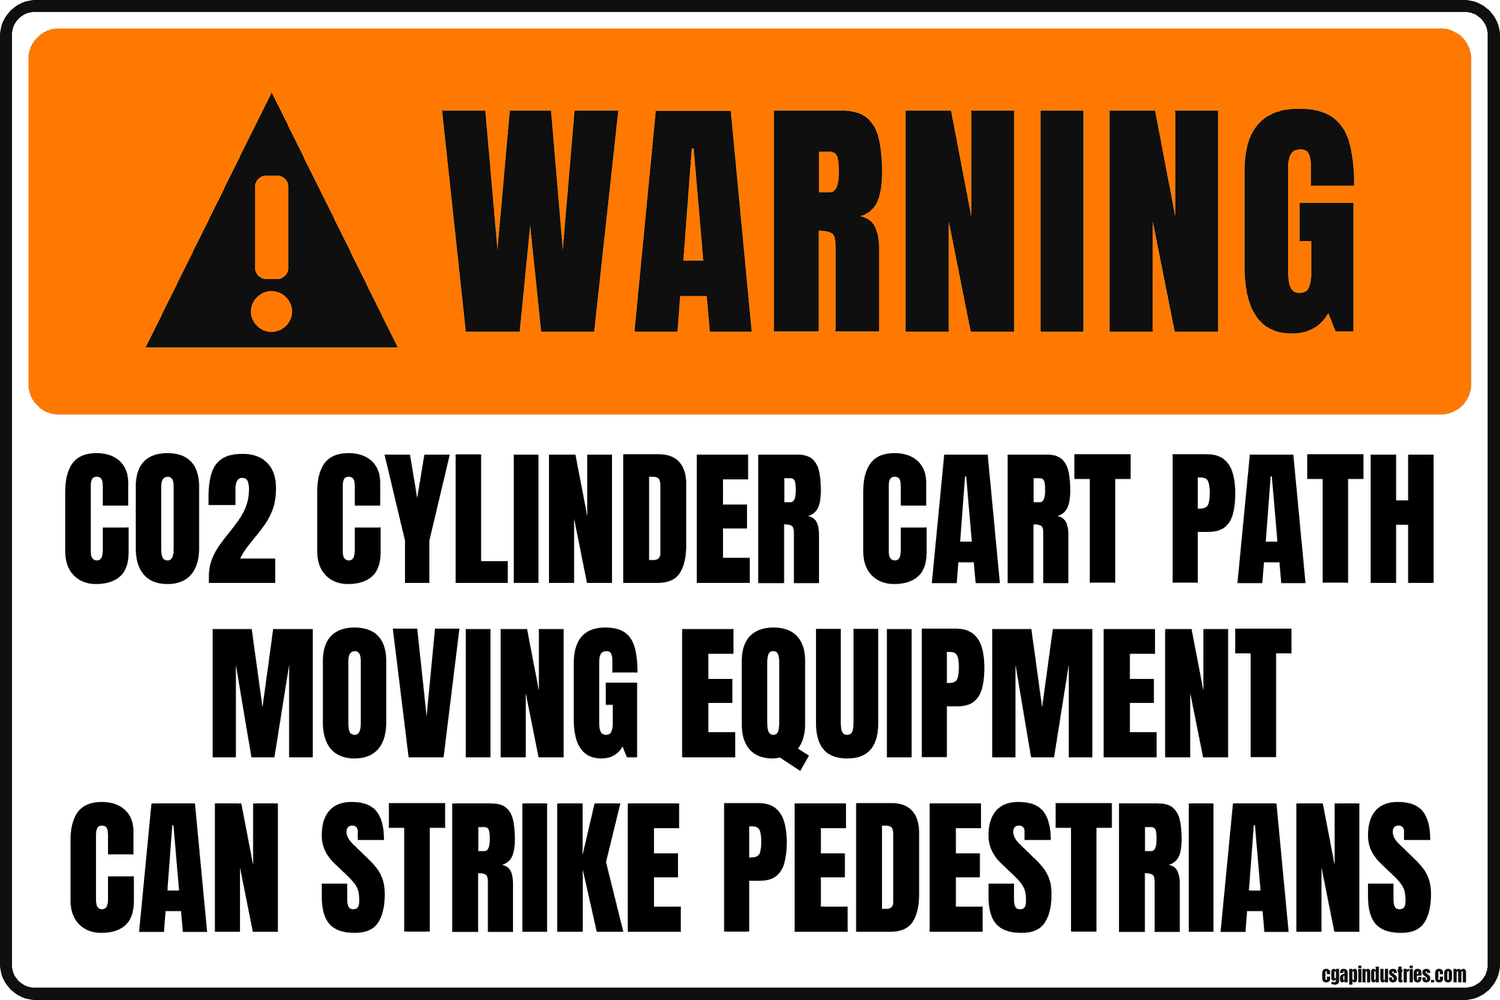 WARNING
CO2 CYLINDER CART PATH
MOVING EQUIPMENT
CAN STRIKE PEDESTRIANS
cgapindustries.com